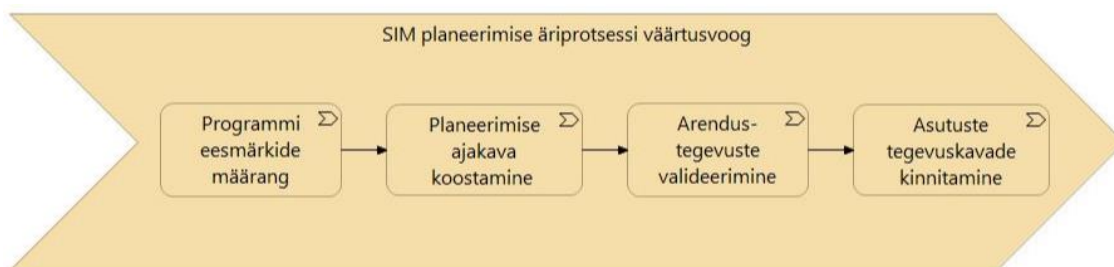 SIM planeerimise äriprotsessi väärtusvoog
Programmi
eesmärkide
määrang
Planeerimise
ajakava
koostamine
Arendus-
tegevuste
valideerimine
Asutuste
tegevuskavade
kinnitamine